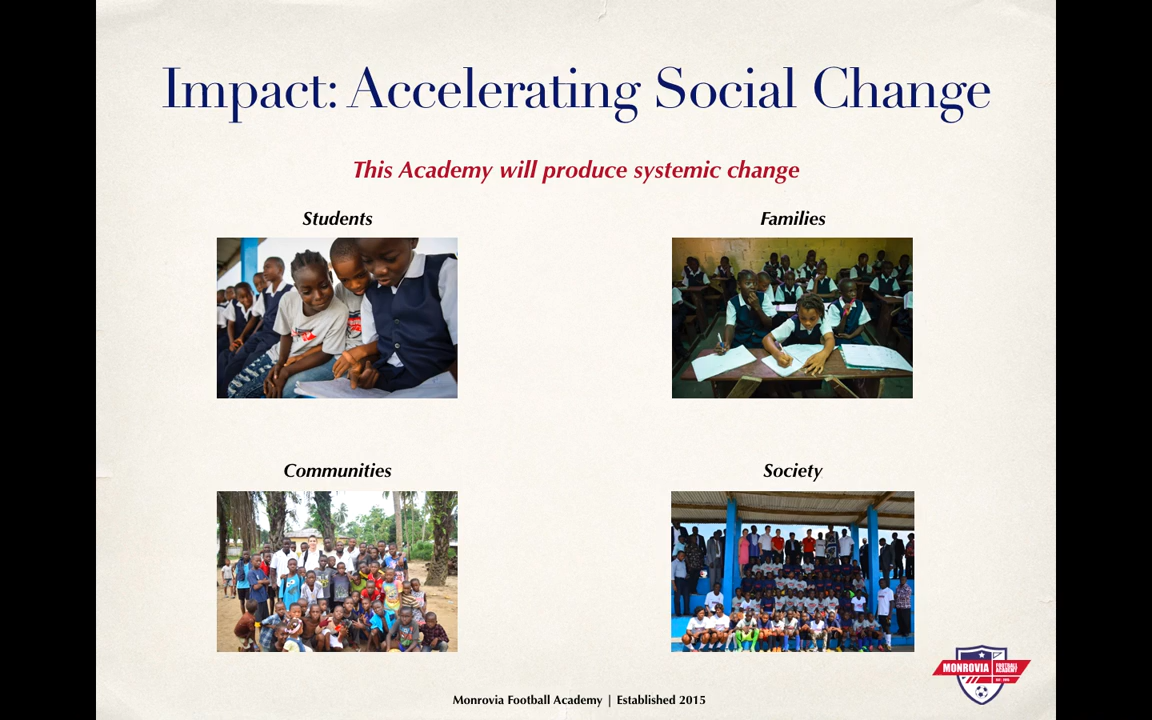 Impact: Accelerating Social Change
This Academy will produce systemic change
Students
Families
Communities
Society
MONROVIA FOOTBALL
ACADEMY
Monrovia Football Academy | Established 2015